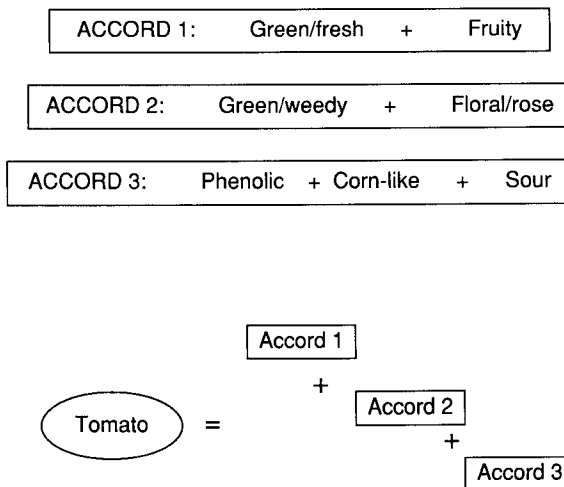 ACCORD 1: Green/fresh + Fruity
ACCORD 2: Green/weedy + Floral/rose
ACCORD 3: Phenolic + Corn-like + Sour
Accord 1
+
Accord 2
Tomato =
+
Accord 3